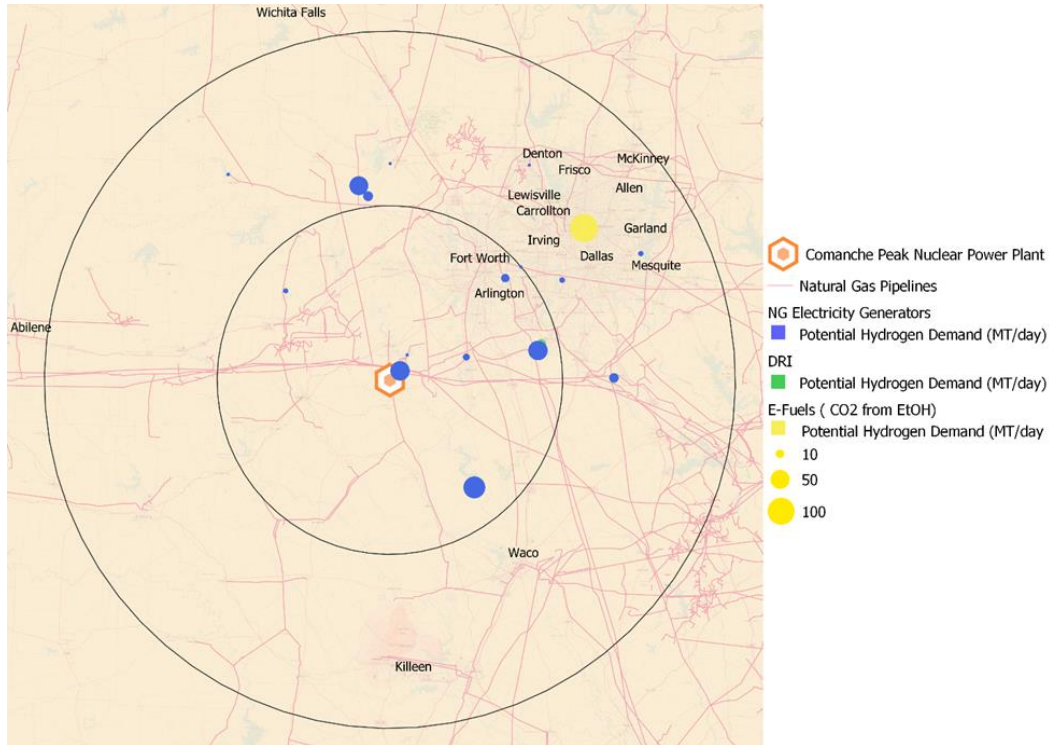 Wichita Falls
Denton
McKinney
Frisco
Allen
Lewisville
Carrollton
Garland
Irving
Dallas
Fort Worth
Mesquite
Arlington
Abilene
Waco
Killeen
Comanche Peak Nuclear Power Plant
Natural Gas Pipelines
NG Electricity Generators
Potential Hydrogen Demand (MT/day)
DRI
Potential Hydrogen Demand (MT/day)
E-Fuels ( CO2 from EtOH)
Potential Hydrogen Demand (MT/day
10
50
100